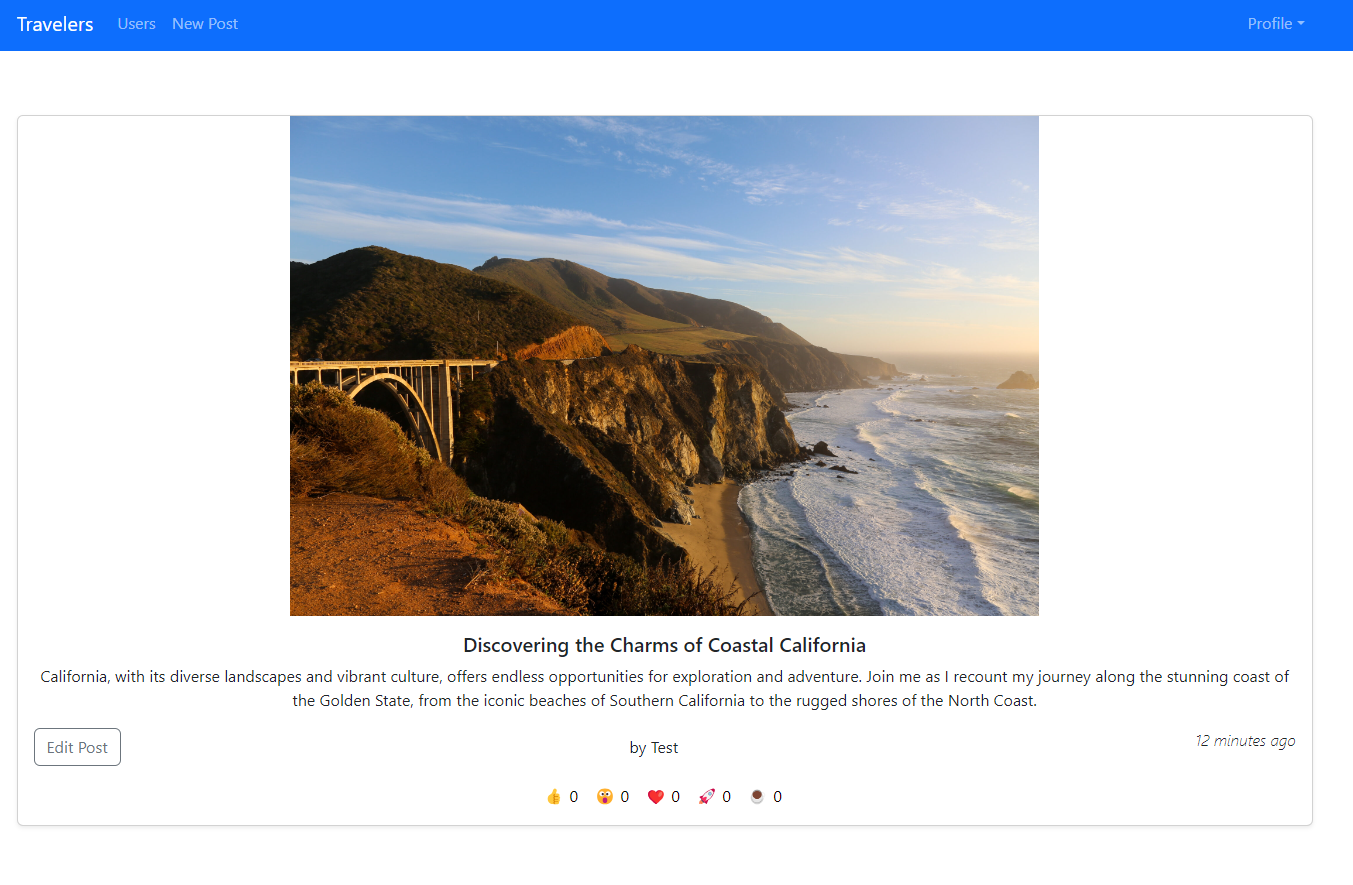 Travelers Users New Post Profile
Discovering the Charms of Coastal California
California, with its diverse landscapes and vibrant culture, offers endless opportunities for exploration and adventure. Join me as I recount my journey along the stunning coast of
the Golden State, from the iconic beaches of Southern California to the rugged shores of the North Coast.
Edit Post by Test 12 minutes ago
👍 0 😲 0 ❤️ 0 🚀 0 ☕ 0